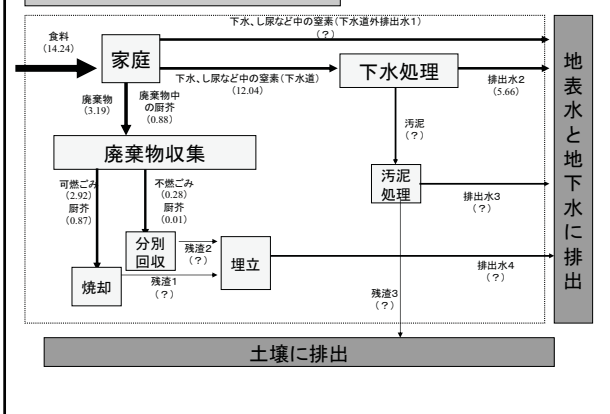 下水、し尿など中の窒素(下水道外排出水1)
(?)
食料
(14.24)
家庭
下水、し尿など中の窒素(下水道)
(12.04)
下水処理
排出水2
(5.66)
廃棄物
(3.19)
廃棄物中
の厨芥
(0.88)
汚泥
(?)
廃棄物収集
汚泥
処理
排出水3
(?)
可燃ごみ
(2.92)
厨芥
(0.87)
不燃ごみ
(0.28)
厨芥
(0.01)
分別
回収
残渣2
(?)
埋立
排出水4
(?)
焼却
残渣1
(?)
残渣3
(?)
地表水と地下水に排出
土壌に排出